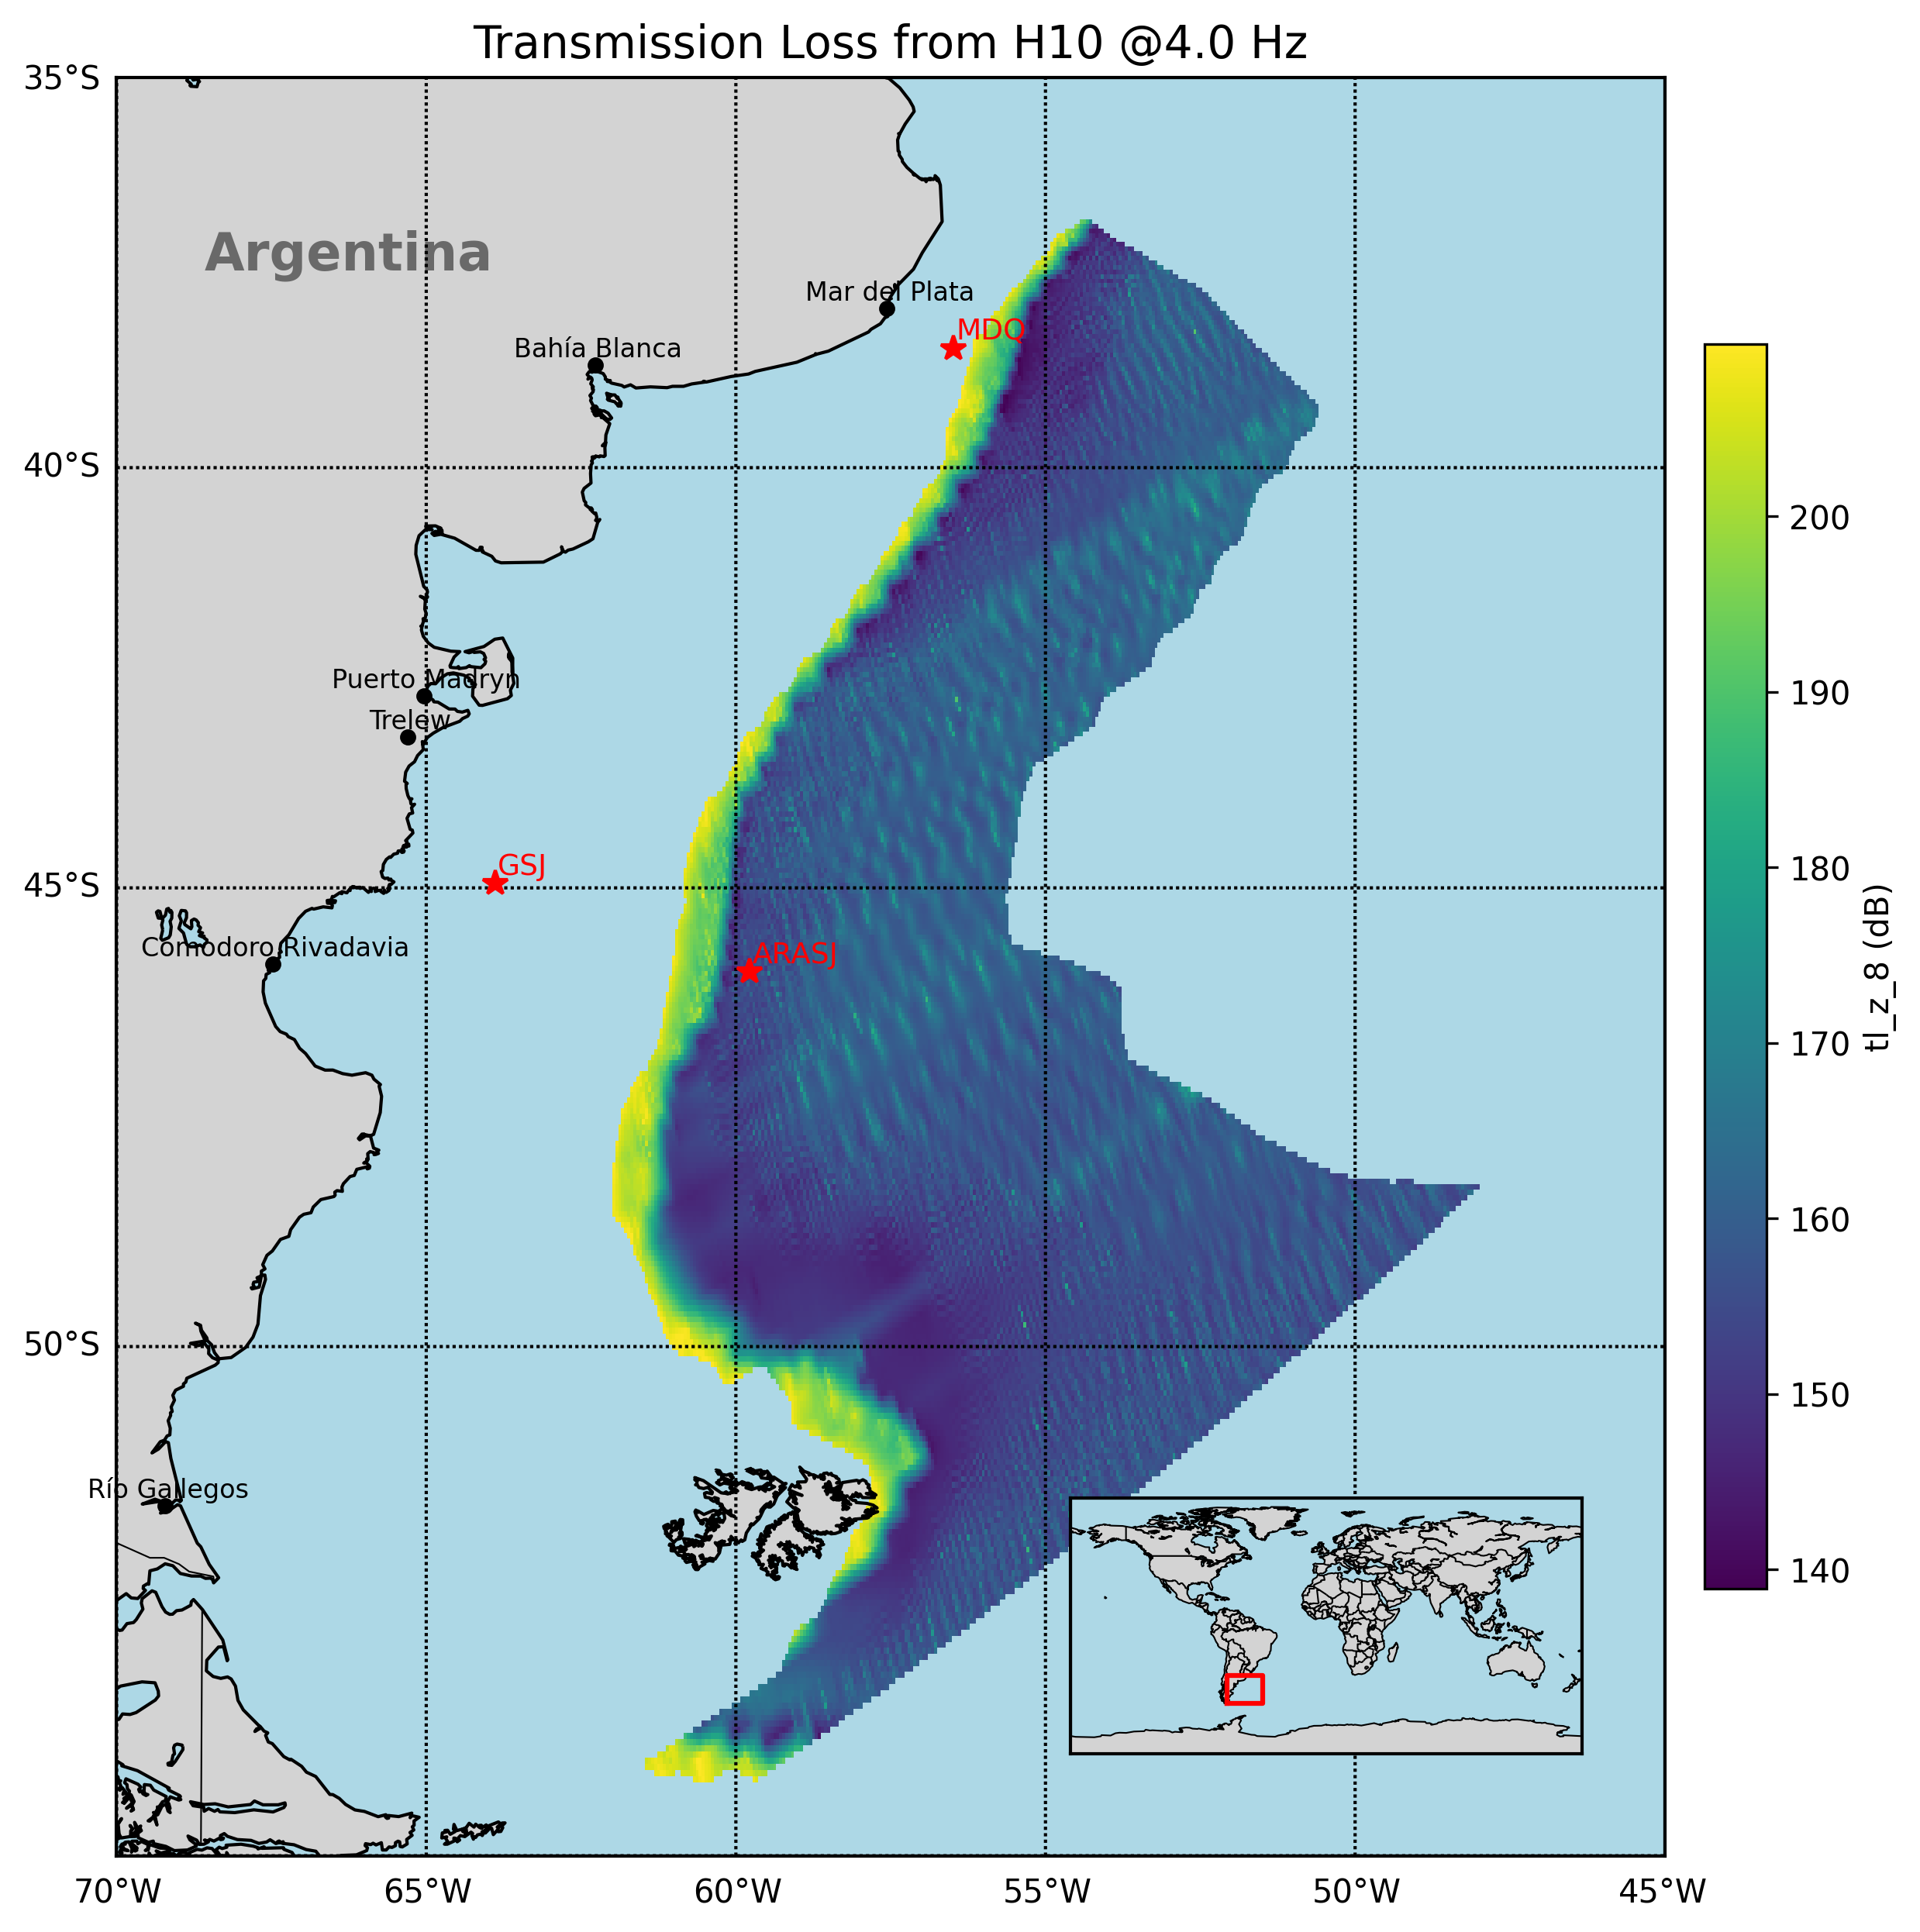 Transmission Loss from H10 @4.0 Hz
35°S
Argentina
Mar del Plata
MDQ
Bahía Blanca
40°S
200
190
Puerto Madryn
Trelew
GSJ
180
45°S
tl_z_8 (dB)
Comodoro Rivadavia
ARASJ
170
160
50°S
150
Río Gallegos
140
70°W
65°W
60°W
55°W
50°W
45°W